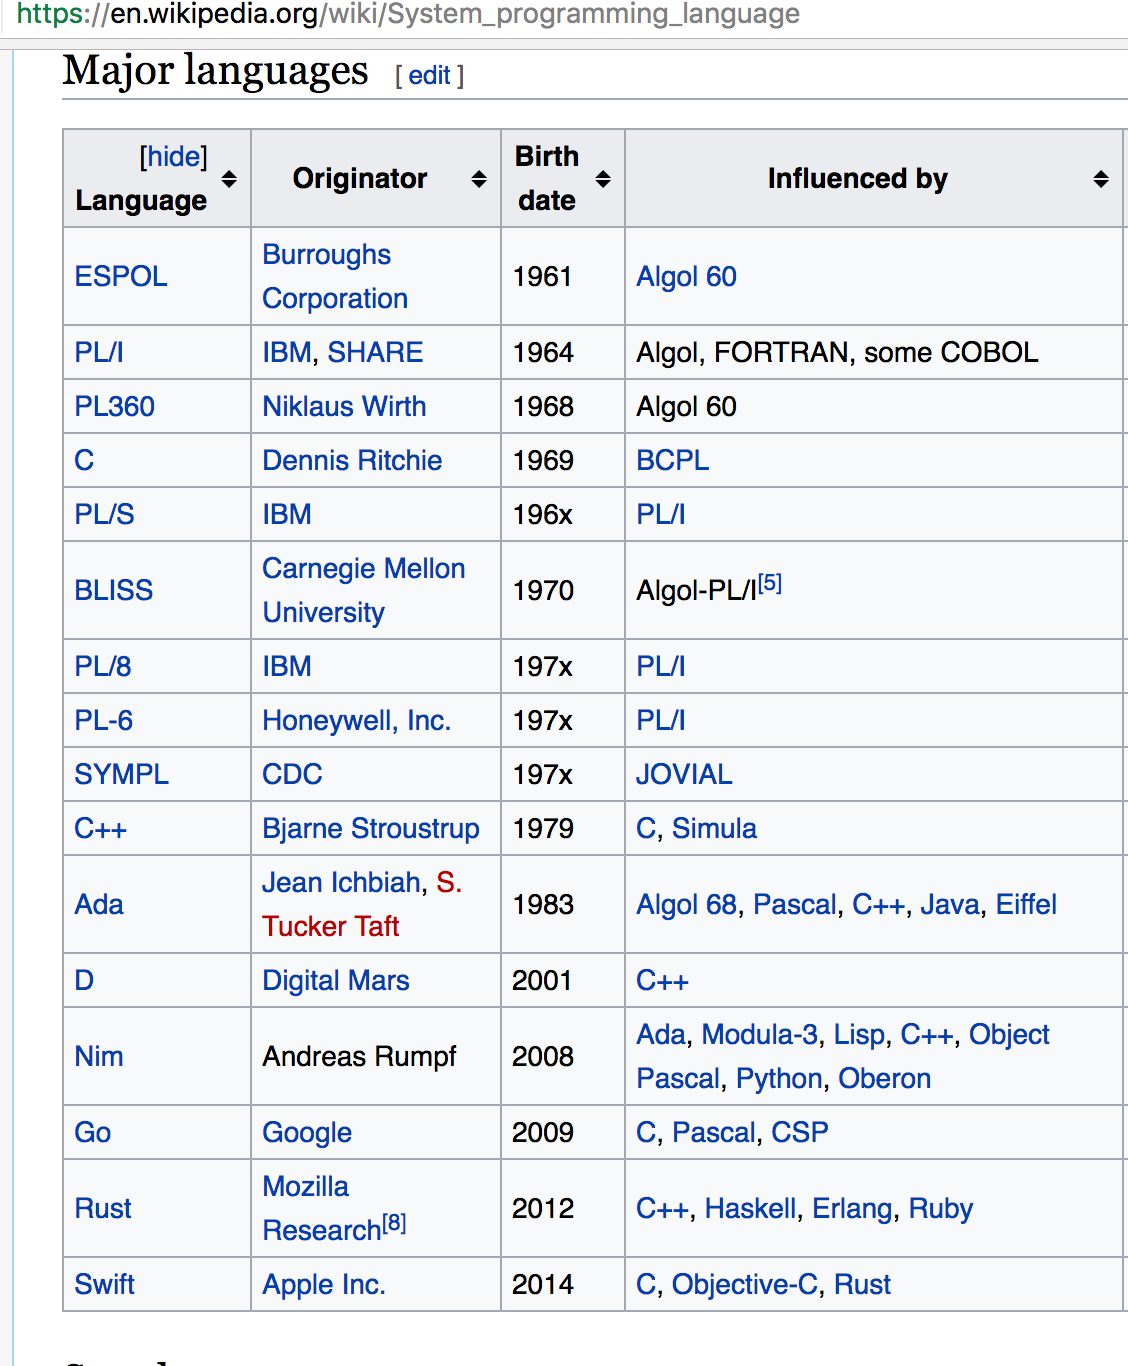 https://en.wikipedia.org/wiki/System_programming_language
Major languages [ edit ]
[hide]
Language
Originator
Birth
date
Influenced by
ESPOL
Burroughs
Corporation
1961
Algol 60
PL/I
IBM, SHARE
1964
Algol, FORTRAN, some COBOL
PL360
Niklaus Wirth
1968
Algol 60
C
Dennis Ritchie
1969
BCPL
PL/S
IBM
196x
PL/I
BLISS
Carnegie Mellon
University
1970
Algol-PL/I[5]
PL/8
IBM
197x
PL/I
PL-6
Honeywell, Inc.
197x
PL/I
SYMPL
CDC
197x
JOVIAL
C++
Bjarne Stroustrup
1979
C, Simula
Ada
Jean Ichbiah, S.
Tucker Taft
1983
Algol 68, Pascal, C++, Java, Eiffel
D
Digital Mars
2001
C++
Nim
Andreas Rumpf
2008
Ada, Modula-3, Lisp, C++, Object
Pascal, Python, Oberon
Go
Google
2009
C, Pascal, CSP
Rust
Mozilla
Research[8]
2012
C++, Haskell, Erlang, Ruby
Swift
Apple Inc.
2014
C, Objective-C, Rust